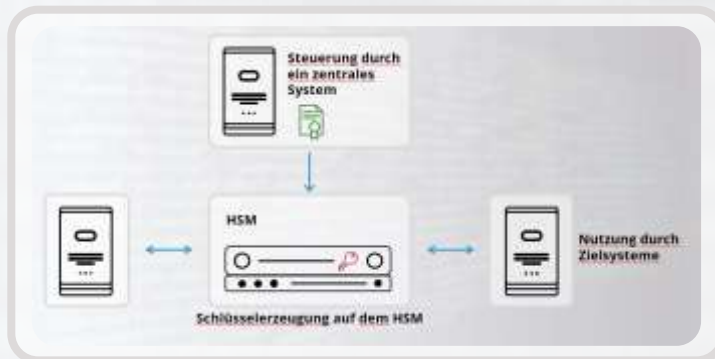 Steuerung durch
ein zentrales
System
HSM
Nutzung durch
Zielsysteme
Schlüsselerzeugung auf dem HSM